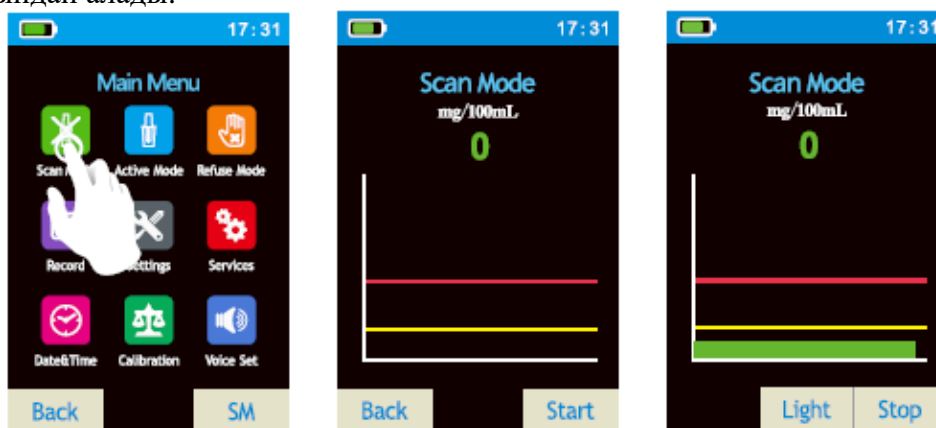 алады.
17:31
Main Menu
Active Mode
Refuse Mode
Record
Services
Date&Time
Calibration
Voice Set
Back
SM
17:31
Scan Mode
mg/100mL
0
Back
Start
17:31
Scan Mode
mg/100mL
0
Light
Stop